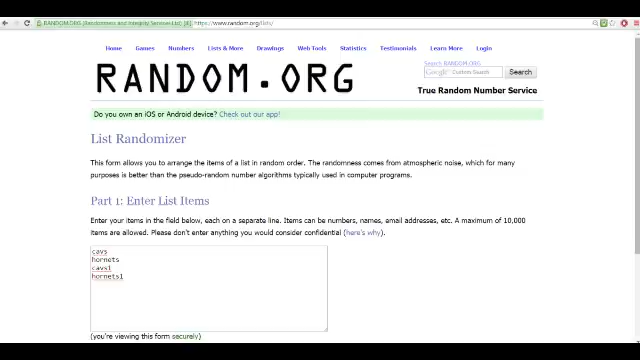 RANDOM.ORG (Randomness and Integrity Services Ltd) [IE] https://www.random.org/lists/
Home Games Numbers Lists & More Drawings Web Tools Statistics Testimonials Learn More Login
RANDOM.ORG
Search RANDOM.ORG
Google Custom Search Search
True Random Number Service
Do you own an iOS or Android device? Check out our app!
List Randomizer
This form allows you to arrange the items of a list in random order. The randomness comes from atmospheric noise, which for many
purposes is better than the pseudo-random number algorithms typically used in computer programs.
Part 1: Enter List Items
Enter your items in the field below, each on a separate line. Items can be numbers, names, email addresses, etc. A maximum of 10,000
items are allowed. Please don't enter anything you would consider confidential (here's why).
cavs
hornets
cavs1
hornets1
(you're viewing this form securely)